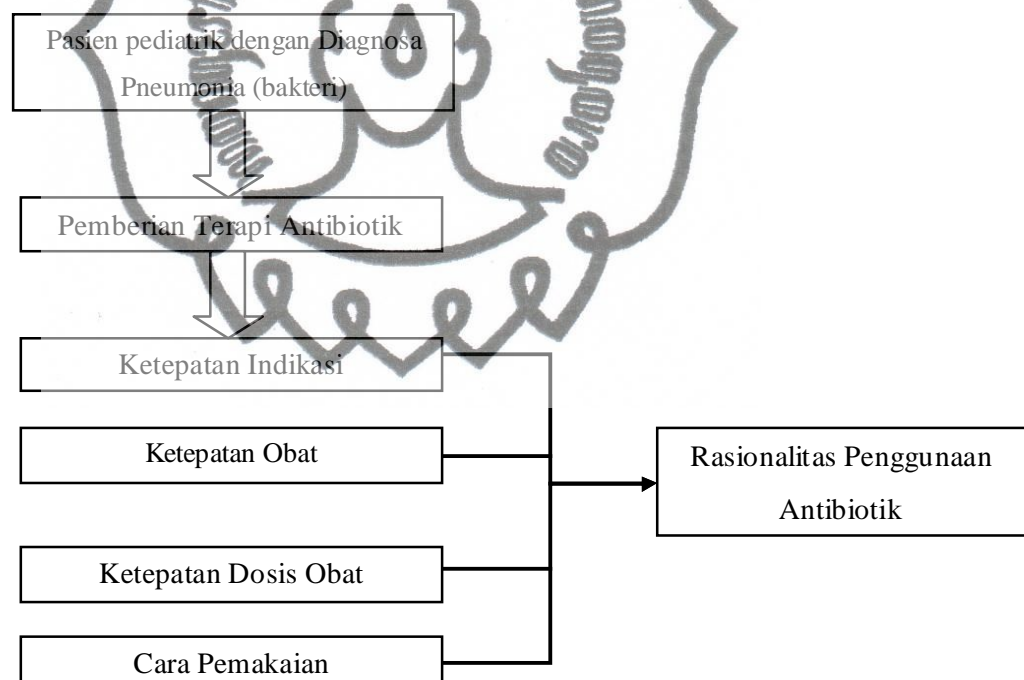 Pasien pediatrik dengan Diagnosa
Pneumonia (bakteri)
Pemberian Terapi Antibiotik
Ketepatan Indikasi
Ketepatan Obat
Rasionalitas Penggunaan
Antibiotik
Ketepatan Dosis Obat
Cara Pemakaian